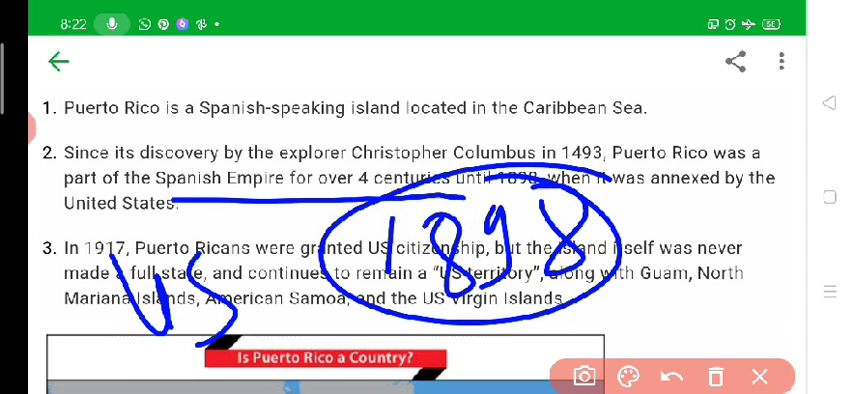 8:22
1. Puerto Rico is a Spanish-speaking island located in the Caribbean Sea.
2. Since its discovery by the explorer Christopher Columbus in 1493, Puerto Rico was a
part of the Spanish Empire for over 4 centuries until 1898, when it was annexed by the
United States.
1898
3. In 1917, Puerto Ricans were granted US citizenship, but the island itself was never
made a full state, and continues to remain a “US territory”, along with Guam, North
Mariana Islands, American Samoa, and the US Virgin Islands.
US
Is Puerto Rico a Country?